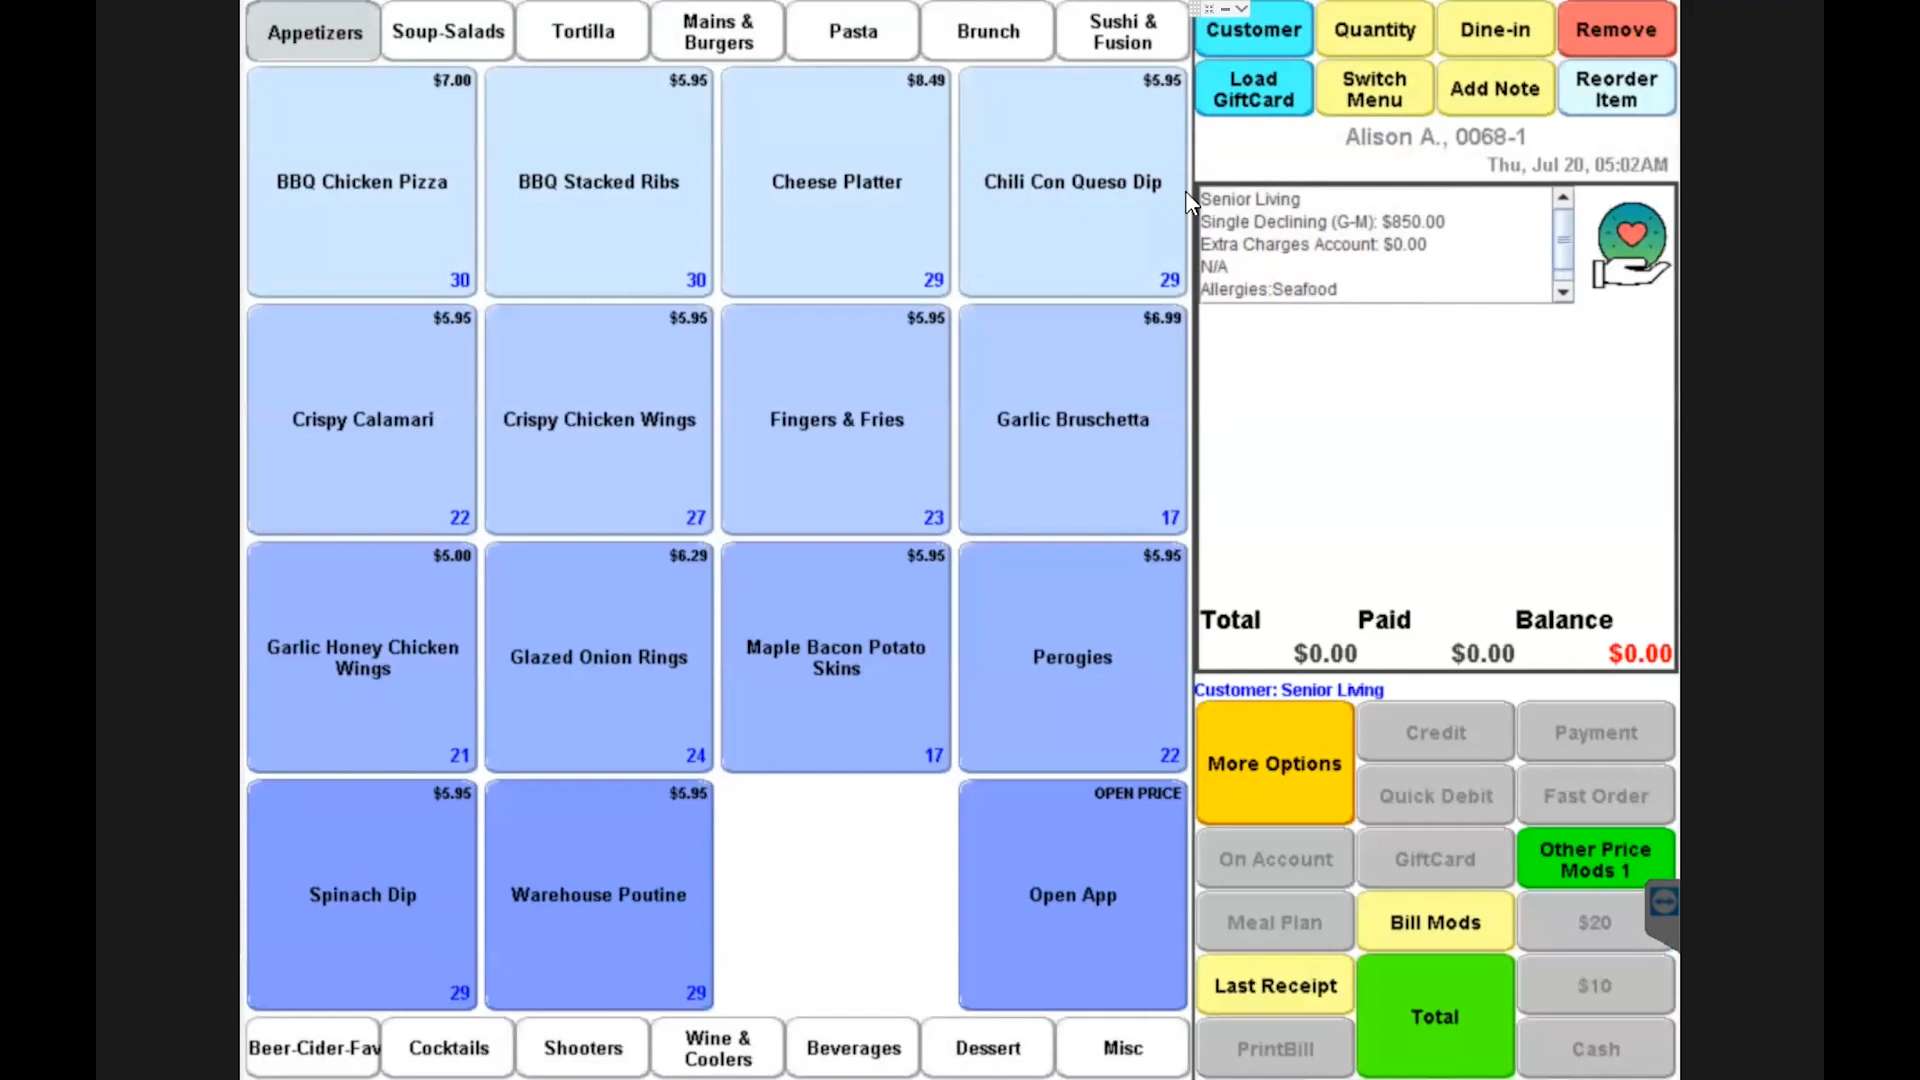 Appetizers
Soup-Salads
Tortilla
Mains &
Burgers
Pasta
Brunch
Sushi &
Fusion
$7.00
BBQ Chicken Pizza
30
$5.95
BBQ Stacked Ribs
30
$8.49
Cheese Platter
29
$5.95
Chili Con Queso Dip
29
$5.95
Crispy Calamari
22
$5.95
Crispy Chicken Wings
27
$5.95
Fingers & Fries
23
$6.99
Garlic Bruschetta
17
$5.00
Garlic Honey Chicken
Wings
21
$6.29
Glazed Onion Rings
24
$5.95
Maple Bacon Potato
Skins
17
$5.95
Perogies
22
$5.95
Spinach Dip
29
$5.95
Warehouse Poutine
29
OPEN PRICE
Open App
Beer-Cider-Fav
Cocktails
Shooters
Wine &
Coolers
Beverages
Dessert
Misc
Customer
Quantity
Dine-in
Remove
Load
GiftCard
Switch
Menu
Add Note
Reorder
Item
Alison A., 0068-1
Thu, Jul 20, 05:02AM
Senior Living
Single Declining (G-M): $850.00
Extra Charges Account: $0.00
N/A
Allergies:Seafood
Total Paid Balance
$0.00 $0.00 $0.00
Customer: Senior Living
More Options
Credit
Payment
Quick Debit
Fast Order
On Account
GiftCard
Other Price
Mods 1
Meal Plan
Bill Mods
$20
Last Receipt
Total
$10
PrintBill
Cash